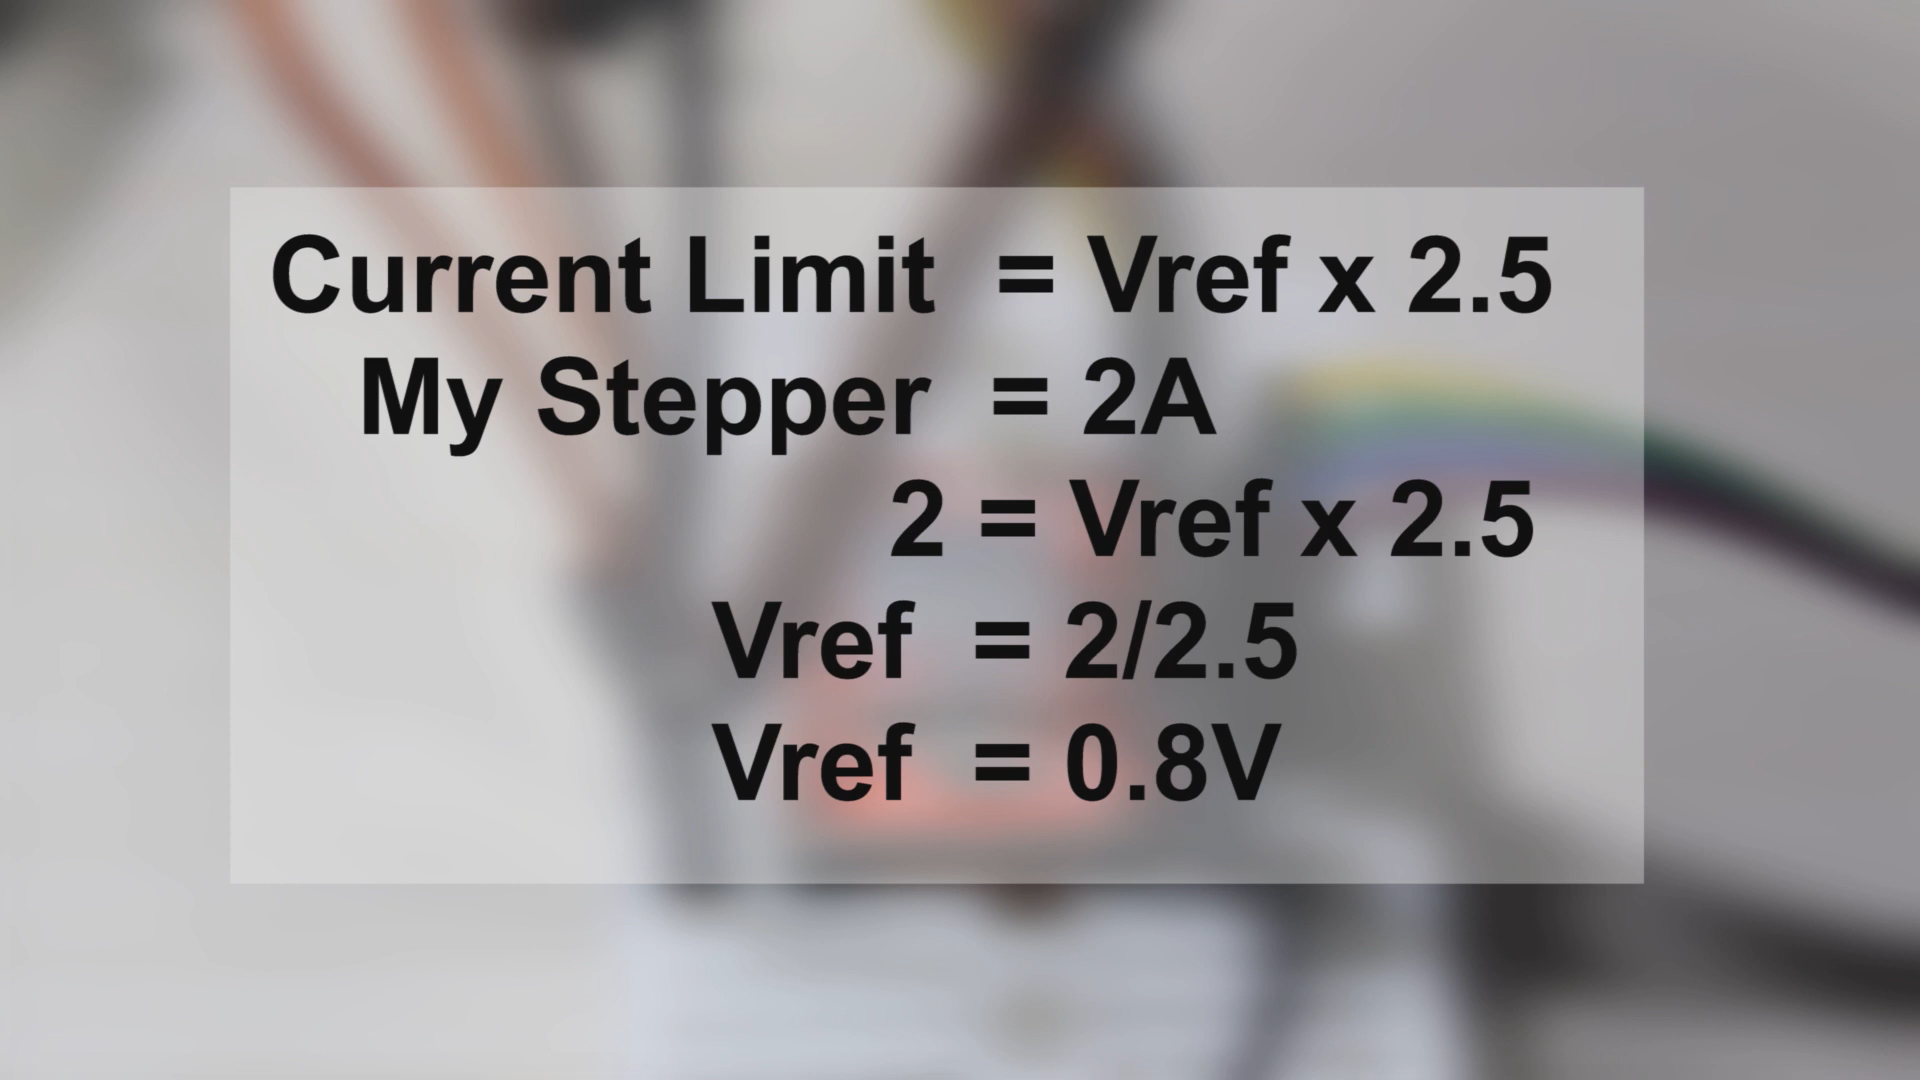 Current Limit = Vref x 2.5
My Stepper = 2A
2 = Vref x 2.5
Vref = 2/2.5
Vref = 0.8V